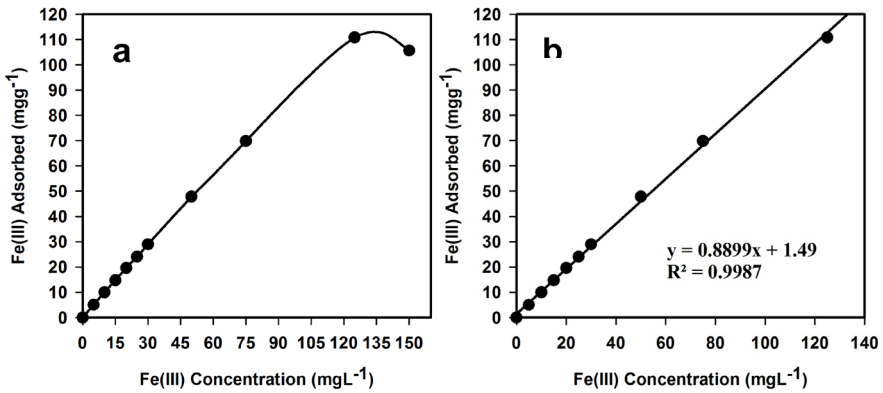 a
120
110
100
90
80
70
60
50
40
30
20
10
0
Fe(III) Adsorbed (mgg-1)
0 15 30 45 60 75 90 105 125 135 150
Fe(III) Concentration (mgL-1)
b
120
110
100
90
80
70
60
50
40
30
20
10
0
Fe(III) Adsorbed (mgg-1)
y = 0.8899x + 1.49
R² = 0.9987
0 20 40 60 80 100 120 140
Fe(III) Concentration (mgL-1)